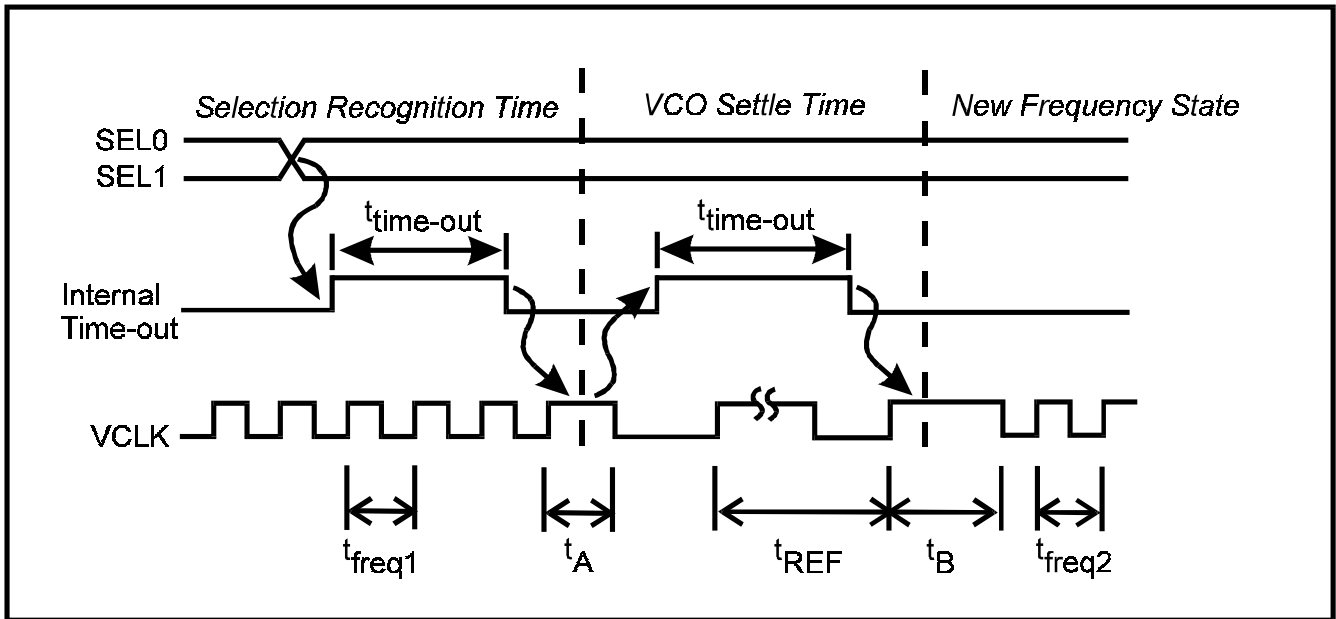 Selection Recognition Time
VCO Settle Time
New Frequency State
SEL0
SEL1
ttime-out
ttime-out
Internal
Time-out
VCLK
tfreq1
tA
tREF
tB
tfreq2